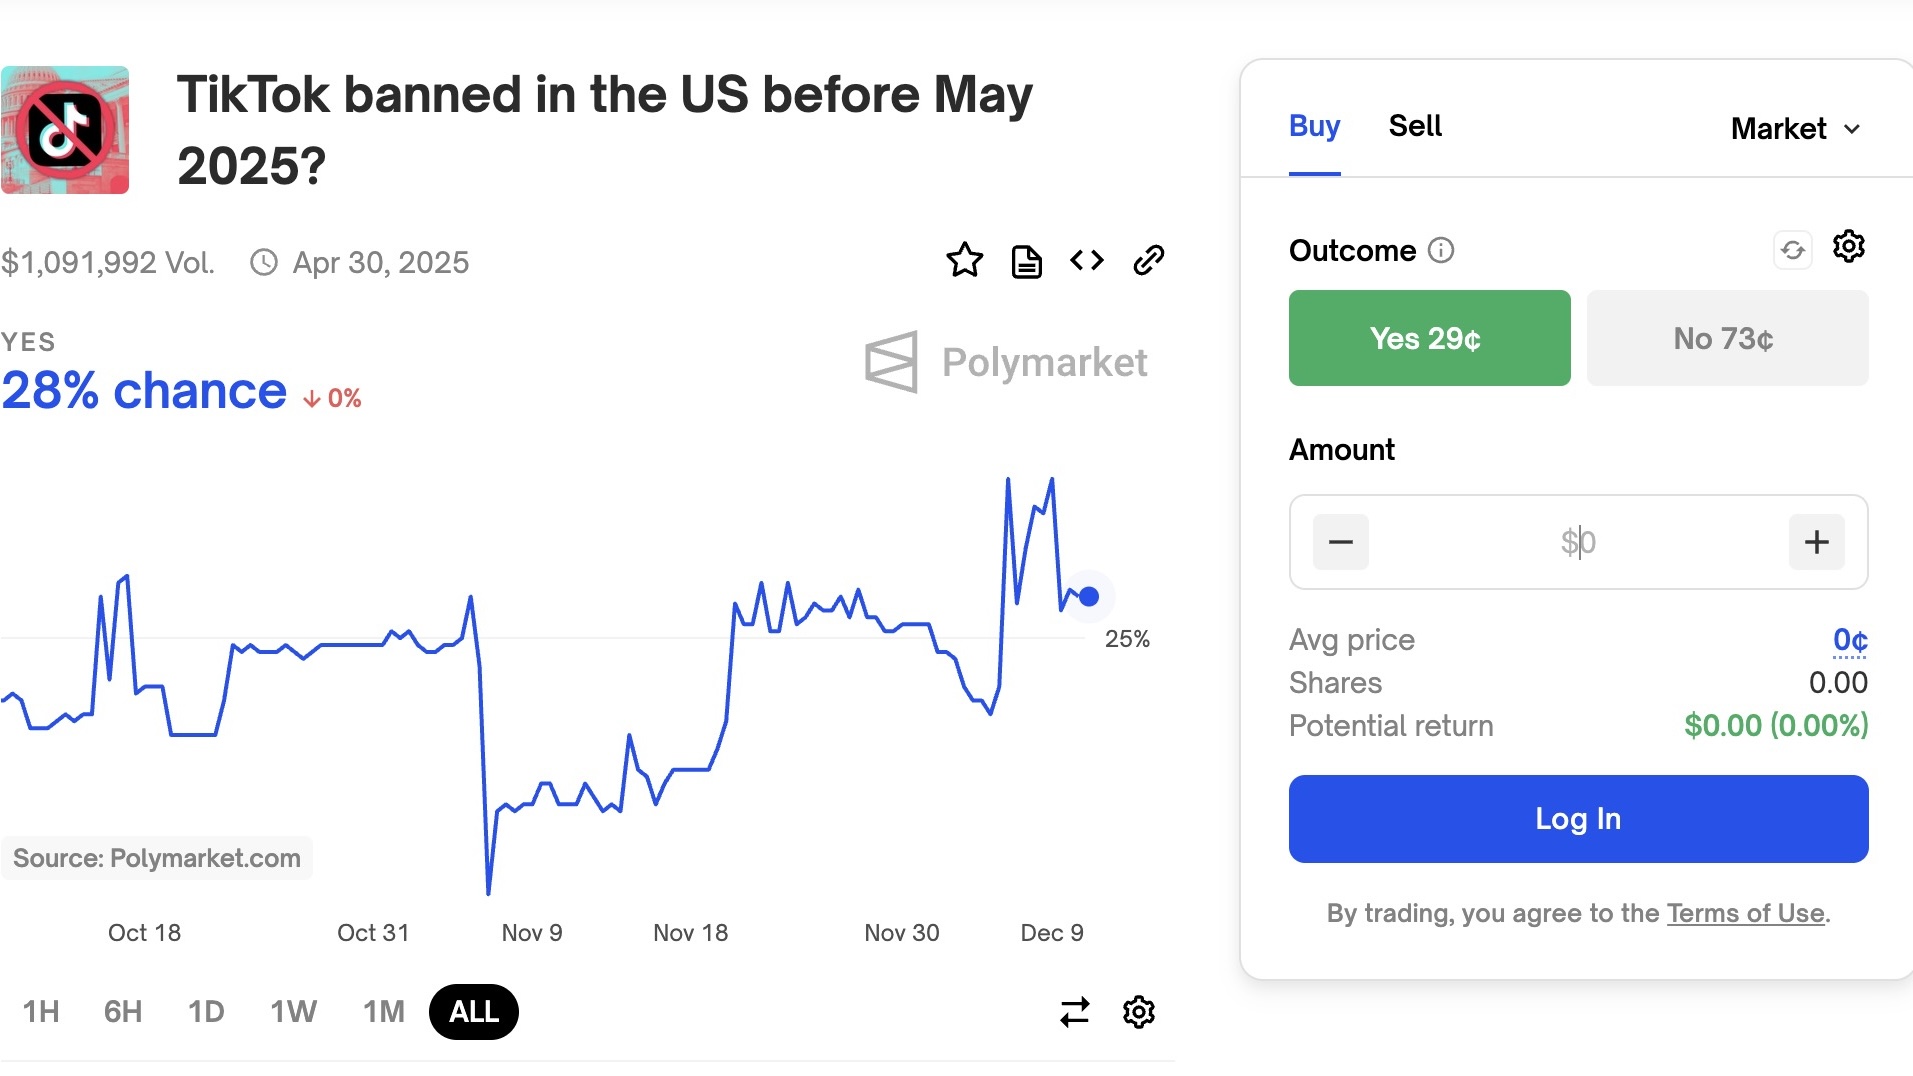 TikTok banned in the US before May
2025?
$1,091,992 Vol. Apr 30, 2025
YES
28% chance ↓ 0%
Polymarket
25%
Source: Polymarket.com
Oct 18 Oct 31 Nov 9 Nov 18 Nov 30 Dec 9
1H 6H 1D 1W 1M ALL
Buy Sell Market
Outcome
Yes 29¢ No 73¢
Amount
$0
Avg price 0¢
Shares 0.00
Potential return $0.00 (0.00%)
Log In
By trading, you agree to the Terms of Use.